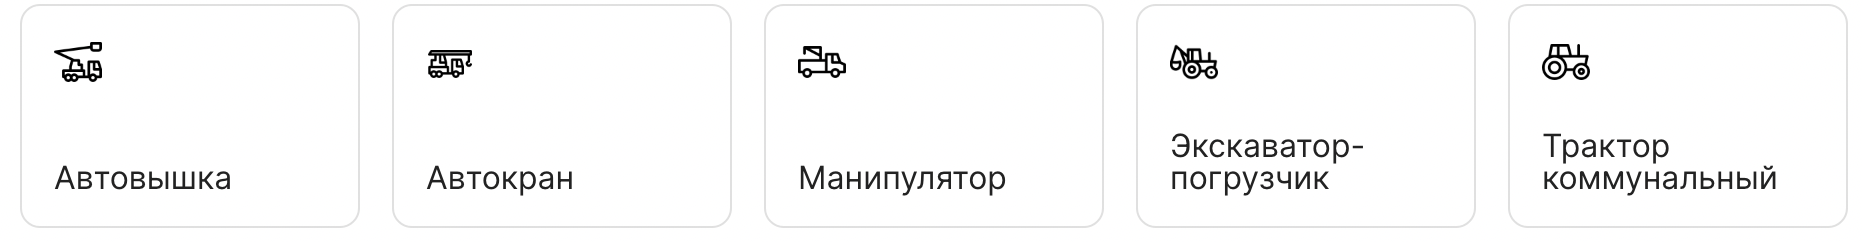 Автовышка
Автокран
Манипулятор
Экскаватор-
погрузчик
Трактор
коммунальный